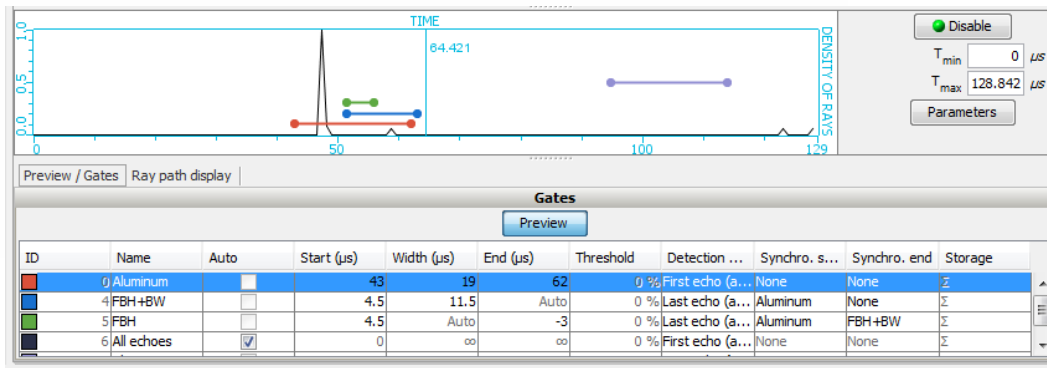 TIME
Disable
64.421
DENSITY OF RAYS
1.0
0.5
0.0
0
50
100
129
Tmin 0 µs
Tmax 128.842 µs
Parameters
Preview / Gates Ray path display
Gates
Preview
ID Name Auto Start (µs) Width (µs) End (µs) Threshold Detection ... Synchro. s... Synchro. end Storage
0 Aluminum 43 19 62 0 % First echo (a... None None Σ
4 FBH+BW 4.5 11.5 Auto 0 % Last echo (a... Aluminum None Σ
5 FBH 4.5 Auto -3 0 % Last echo (a... Aluminum FBH+BW Σ
6 All echoes 0 ∞ ∞ 0 % First echo (a... None None Σ